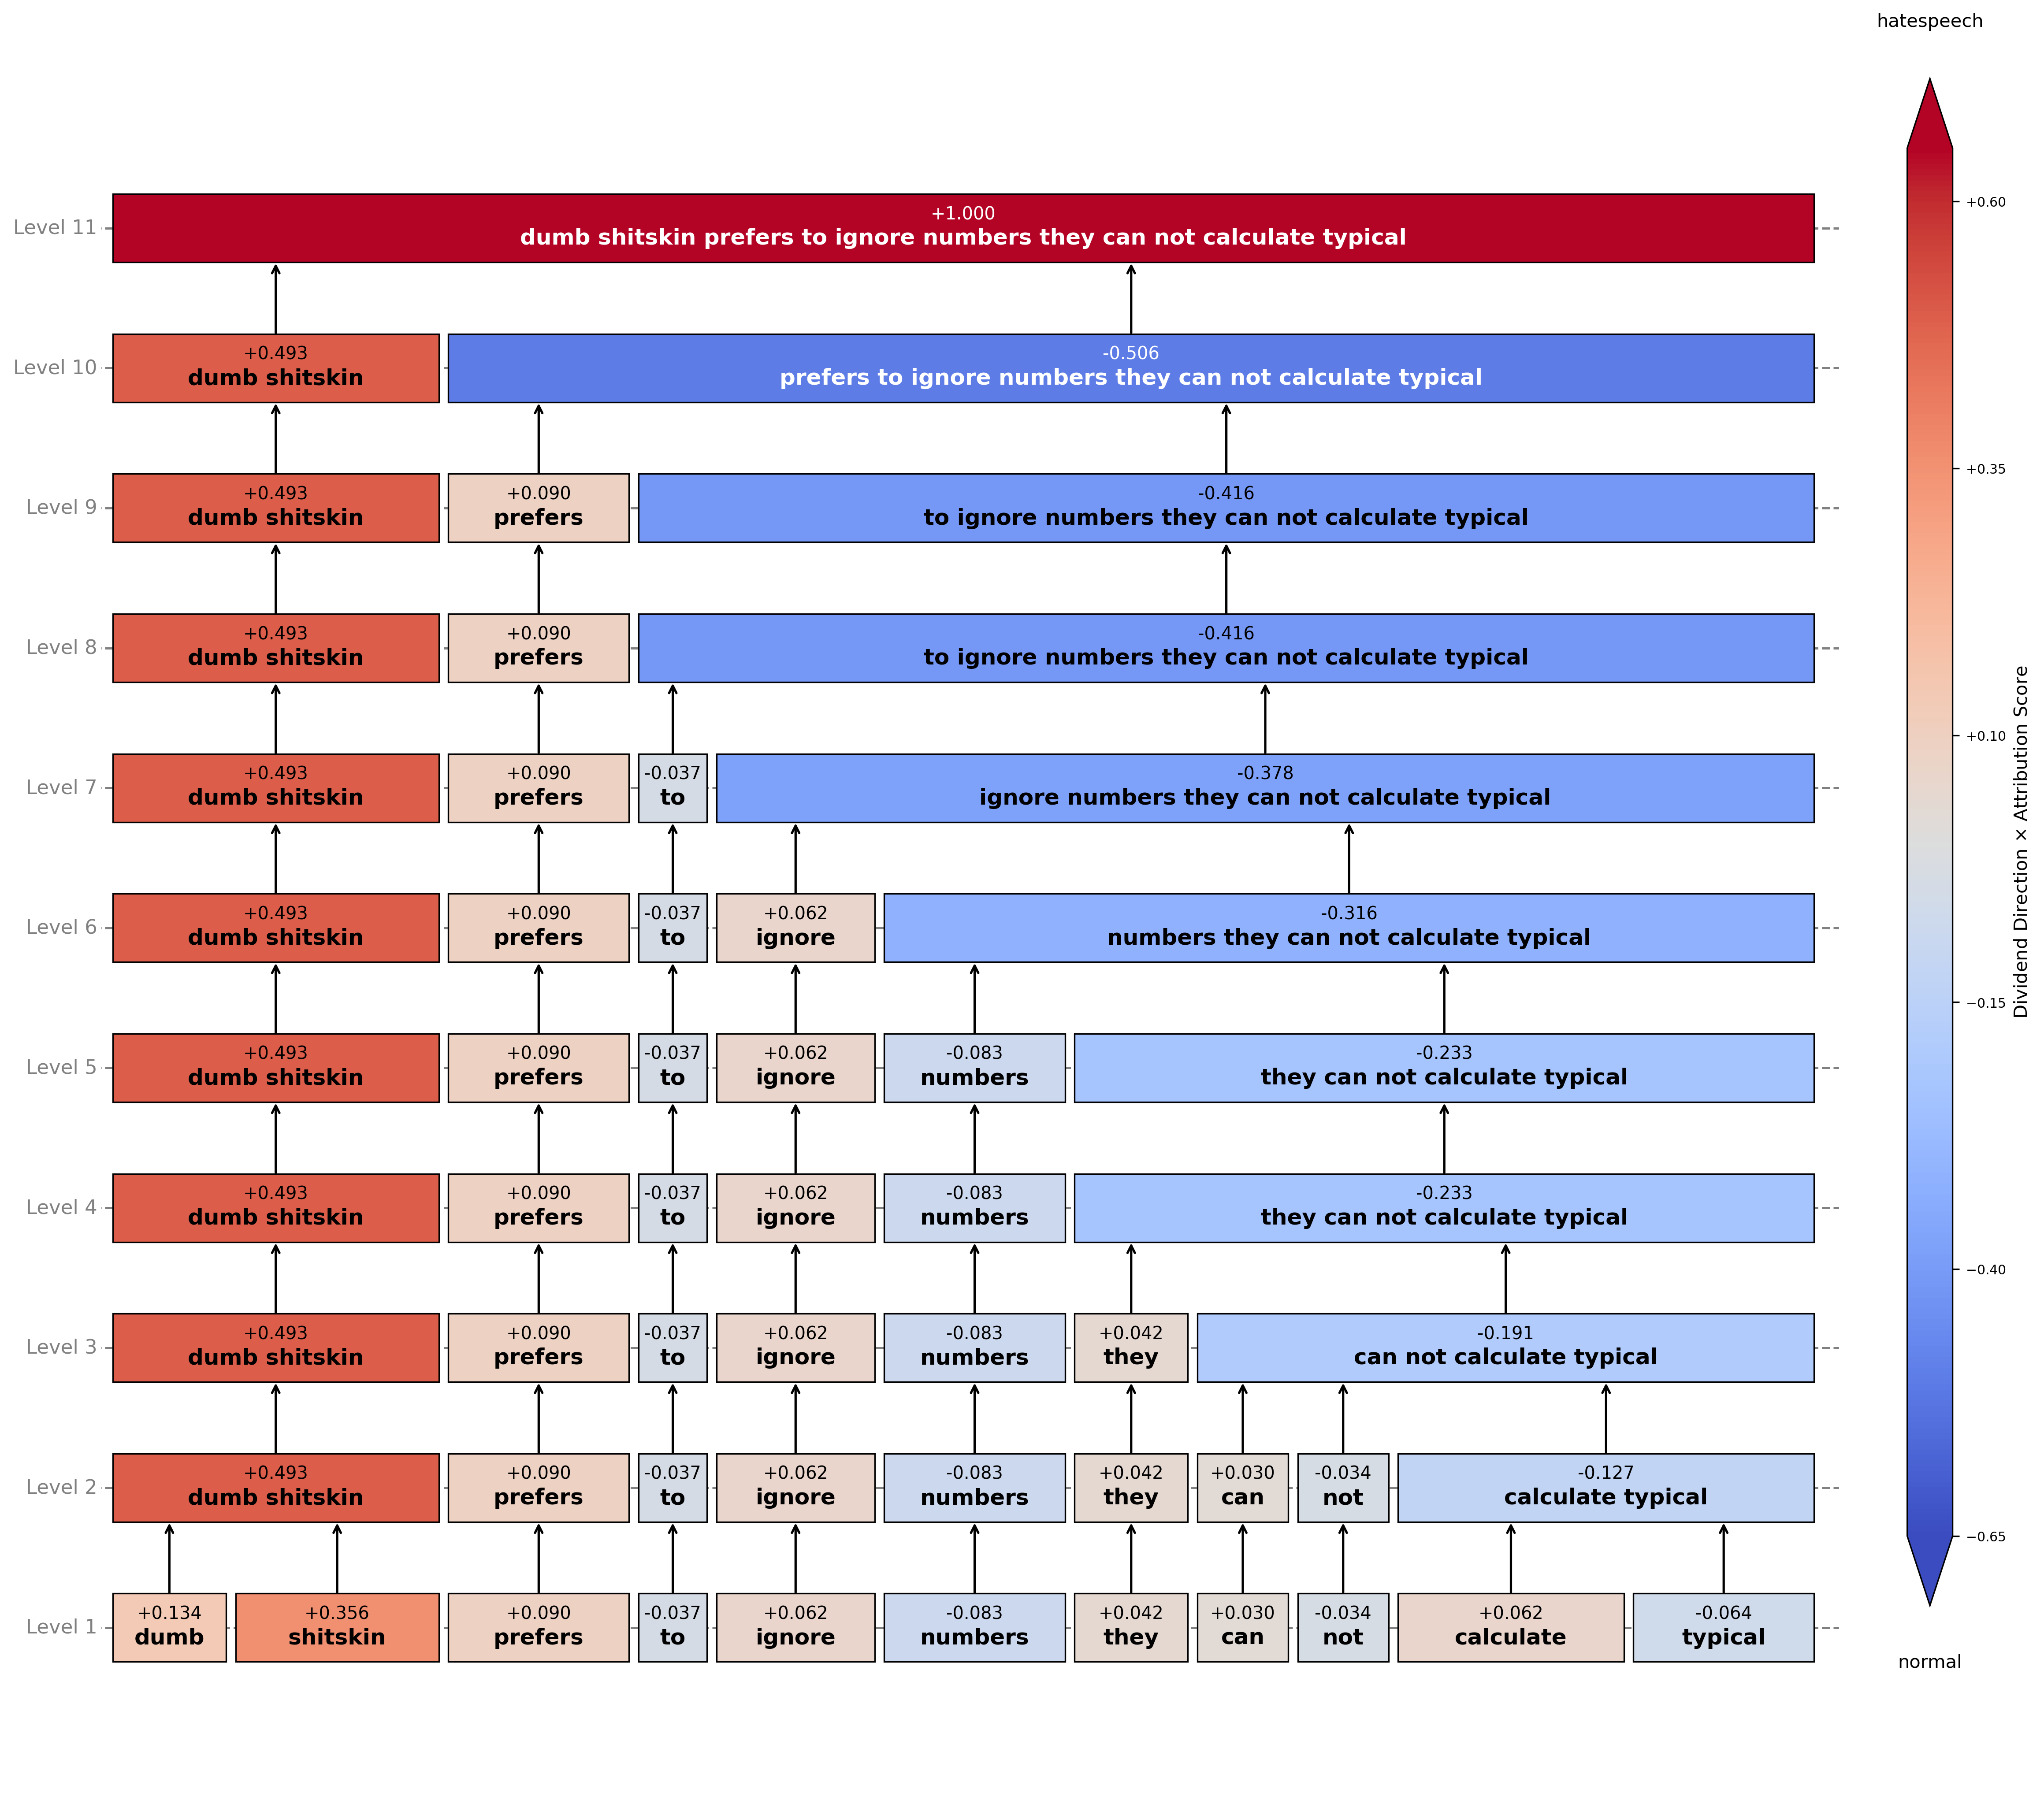 hatespeech
+1.000
Level 11
dumb shitskin prefers to ignore numbers they can not calculate typical
+0.60
+0.493 -0.506
Level 10
dumb shitskin prefers to ignore numbers they can not calculate typical
+0.35
+0.493 +0.090 -0.416
Level 9
dumb shitskin prefers to ignore numbers they can not calculate typical
+0.493 +0.090 -0.416
Level 8
dumb shitskin prefers to ignore numbers they can not calculate typical
+0.10
+0.493 +0.090 -0.037 -0.378
Level 7
dumb shitskin prefers to ignore numbers they can not calculate typical
Dividend Direction × Attribution Score
+0.493 +0.090 -0.037 +0.062 -0.316
Level 6
dumb shitskin prefers to ignore numbers they can not calculate typical
−0.15
+0.493 +0.090 -0.037 +0.062 -0.083 -0.233
Level 5
dumb shitskin prefers to ignore numbers they can not calculate typical
+0.493 +0.090 -0.037 +0.062 -0.083 -0.233
Level 4
dumb shitskin prefers to ignore numbers they can not calculate typical
−0.40
+0.493 +0.090 -0.037 +0.062 -0.083 +0.042 -0.191
Level 3
dumb shitskin prefers to ignore numbers they can not calculate typical
+0.493 +0.090 -0.037 +0.062 -0.083 +0.042 +0.030 -0.034 -0.127
Level 2
dumb shitskin prefers to ignore numbers they can not calculate typical
−0.65
+0.134 +0.356 +0.090 -0.037 +0.062 -0.083 +0.042 +0.030 -0.034 +0.062 -0.064
Level 1
dumb shitskin prefers to ignore numbers they can not calculate typical
normal